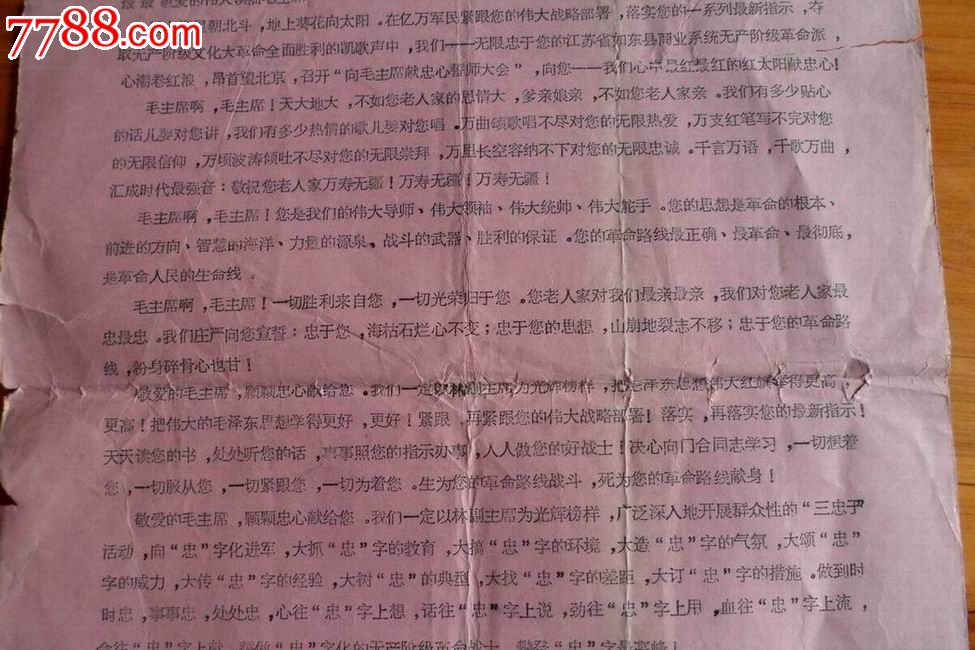 7788.com
敬爱的伟大领袖毛主席
朝北斗，地上葵花向太阳。在亿万军民紧跟您的伟大战略部署，落实您的一系列最新指示，夺
取无产阶级文化大革命全面胜利的凯歌声中，我们——无限忠于您的江苏省如东县商业系统无产阶级革命派，
心潮卷红浪，昂首望北京，召开“向毛主席献忠心誓师大会”，向您——我们心中最红最红的红太阳献忠心！
毛主席啊，毛主席！天大地大，不如您老人家的恩情大，爹亲娘亲，不如您老人家亲。我们有多少贴心
的话儿要对您讲，我们有多少热情的歌儿要对您唱。万曲颂歌唱不尽对您的无限热爱，万支红笔写不完对您
的无限信仰，万顷波涛倾吐不尽对您的无限崇拜，万里长空容纳不下对您的无限忠诚。千言万语，千歌万曲，
汇成时代最强音：敬祝您老人家万寿无疆！万寿无疆！万寿无疆！
毛主席啊，毛主席！您是我们的伟大导师、伟大领袖、伟大统帅、伟大舵手。您的思想是革命的根本、
前进的方向、智慧的海洋、力量的源泉、战斗的武器、胜利的保证。您的革命路线最正确、最革命、最彻底，
是革命人民的生命线。
毛主席啊，毛主席！一切胜利来自您，一切光荣归于您。您老人家对我们最亲最亲，我们对您老人家最
忠最忠。我们庄严向您宣誓：忠于您，海枯石烂心不变；忠于您的思想，山崩地裂志不移；忠于您的革命路
线，粉身碎骨心也甘！
敬爱的毛主席，颗颗忠心献给您。我们一定以林副主席为光辉榜样，把毛泽东思想伟大红旗举得更高
更高！把伟大的毛泽东思想学得更好，更好！紧跟、再紧跟您的伟大战略部署！落实，再落实您的最新指示！
天天读您的书，处处听您的话，事事照您的指示办事，人人做您的好战士！决心向门合同志学习，一切想着
您，一切服从您，一切紧跟您，一切为着您。生为您的革命路线战斗，死为您的革命路线献身！
敬爱的毛主席，颗颗忠心献给您。我们一定以林副主席为光辉榜样，广泛深入地开展群众性的“三忠于
活动，向“忠”字化进军，大抓“忠”字的教育，大搞“忠”字的环境，大造“忠”字的气氛，大颂“忠”
字的威力，大传“忠”字的经验，大树“忠”的典型，大找“忠”字的差距，大订“忠”字的措施。做到时
时忠，事事忠，处处忠，心往“忠”字上想，话往“忠”字上说，劲往“忠”字上用，血往“忠”字上流，
命往“忠”字上献，誓做“忠”字化的无产阶级革命战士，攀登“忠”字最高峰！